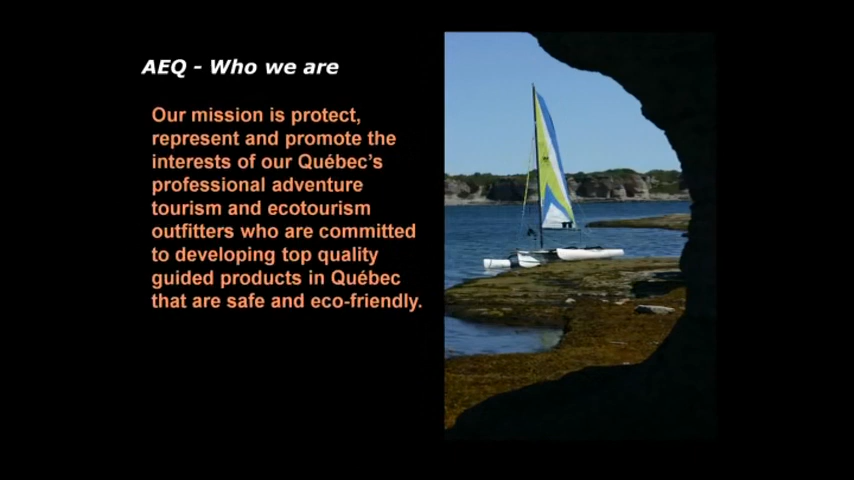 AEQ - Who we are
Our mission is protect,
represent and promote the
interests of our Québec's
professional adventure
tourism and ecotourism
outfitters who are committed
to developing top quality
guided products in Québec
that are safe and eco-friendly.